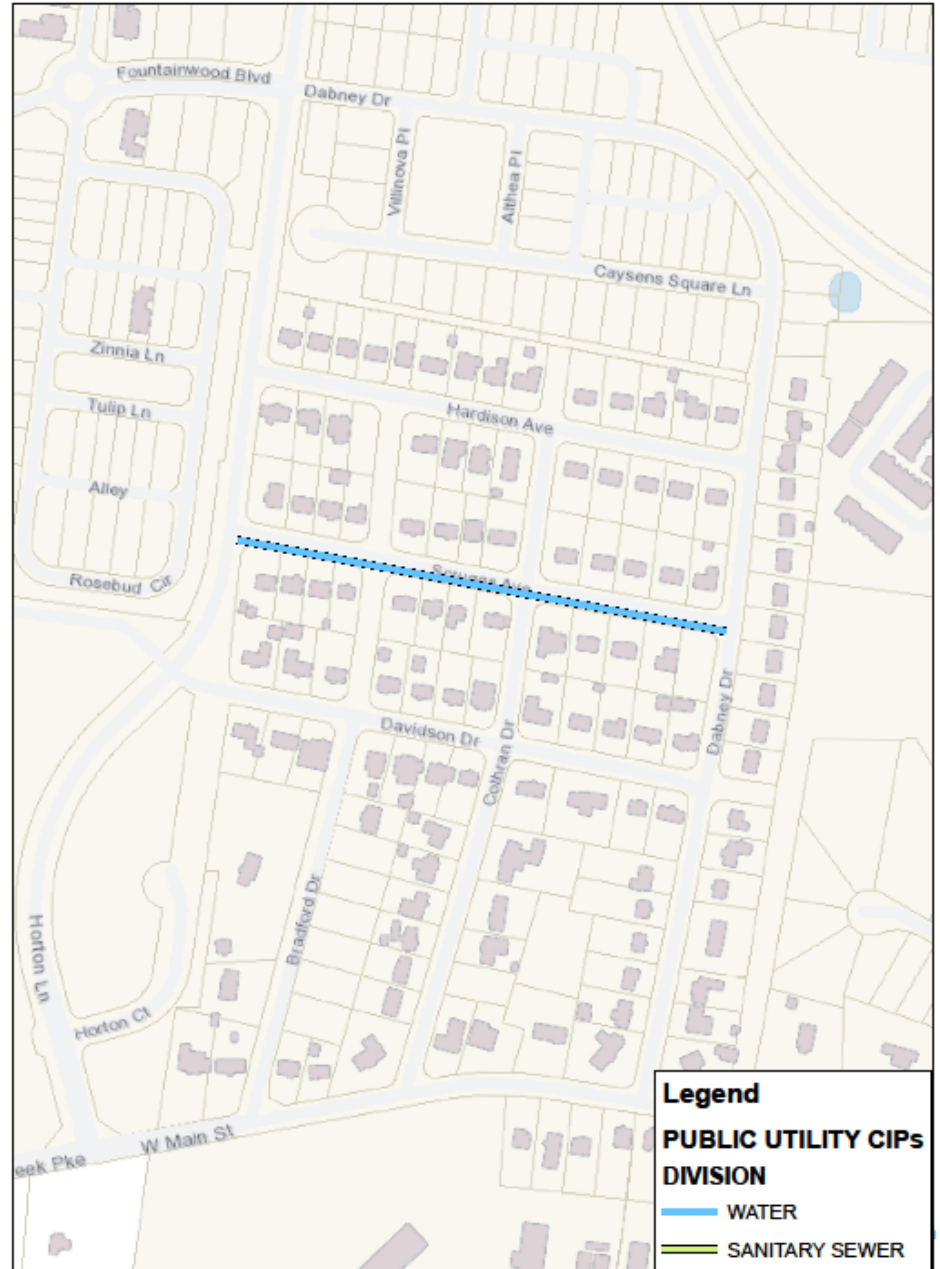 Fountainwood Blvd
Dabney Dr
Villinova Pl
Althea Pl
Caysens Square Ln
Zinnia Ln
Tulip Ln
Hardison Ave
Alley
Rosebud Cir
Davidson Dr
Cothran Dr
Dabney Dr
Bradford Dr
Horton Ln
Horton Ct
W Main St
eek Pke
Legend
PUBLIC UTILITY CIPs
DIVISION
WATER
SANITARY SEWER